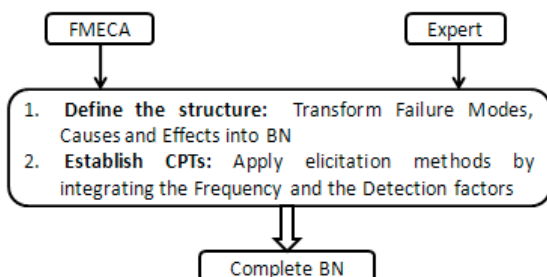 FMECA
Expert
1. Define the structure: Transform Failure Modes,
Causes and Effects into BN
2. Establish CPTs: Apply elicitation methods by
integrating the Frequency and the Detection factors
Complete BN